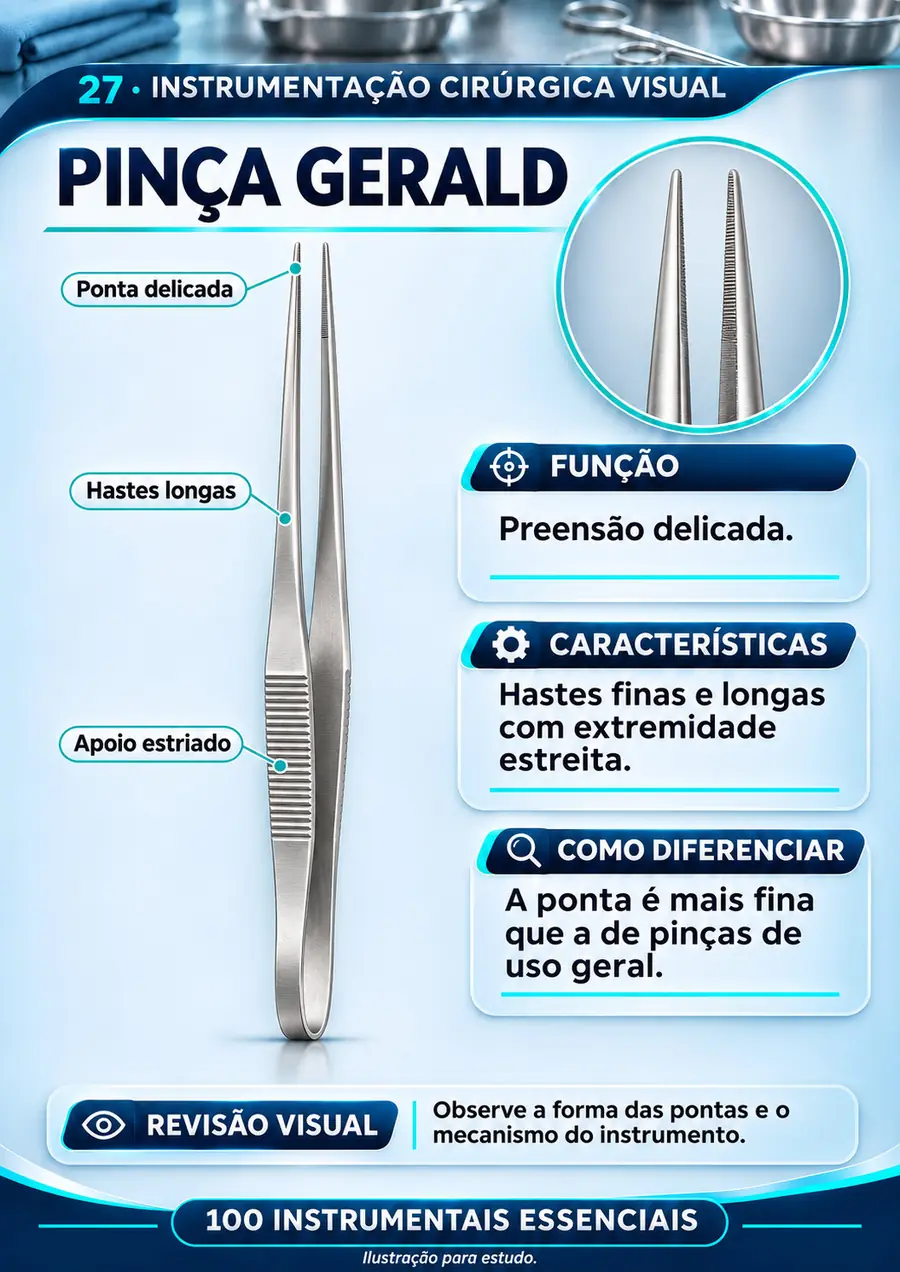 27 · INSTRUMENTAÇÃO CIRÚRGICA VISUAL
PINÇA GERALD
Ponta delicada
Hastes longas
Apoio estriado
FUNÇÃO
Preensão delicada.
CARACTERÍSTICAS
Hastes finas e longas
com extremidade
estreita.
COMO DIFERENCIAR
A ponta é mais fina
que a de pinças de
uso geral.
REVISÃO VISUAL
Observe a forma das pontas e o
mecanismo do instrumento.
100 INSTRUMENTAIS ESSENCIAIS
Ilustração para estudo.